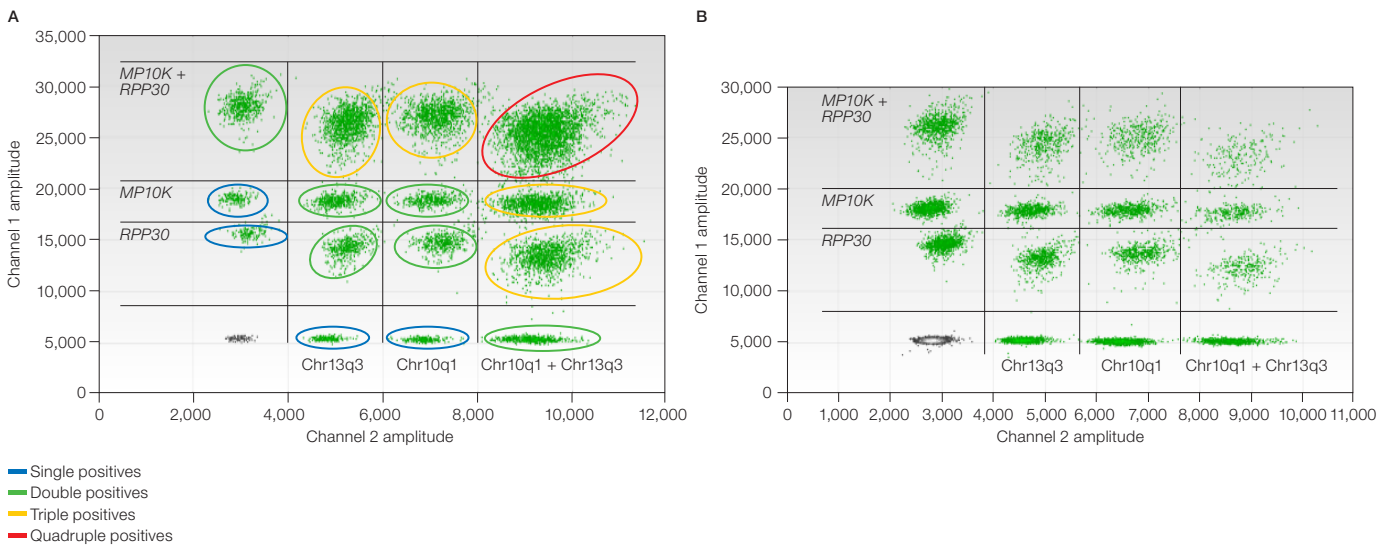 A
35,000
30,000
25,000
20,000
15,000
10,000
5,000
0
Channel 1 amplitude
MP10K +
RPP30
MP10K
RPP30
Chr13q3
Chr10q1
Chr10q1 + Chr13q3
0
2,000
4,000
6,000
8,000
10,000
12,000
Channel 2 amplitude
B
30,000
25,000
20,000
15,000
10,000
5,000
0
Channel 1 amplitude
MP10K +
RPP30
MP10K
RPP30
Chr13q3
Chr10q1
Chr10q1 + Chr13q3
0
1,000
2,000
3,000
4,000
5,000
6,000
7,000
8,000
9,000
10,000
11,000
Channel 2 amplitude
Single positives
Double positives
Triple positives
Quadruple positives